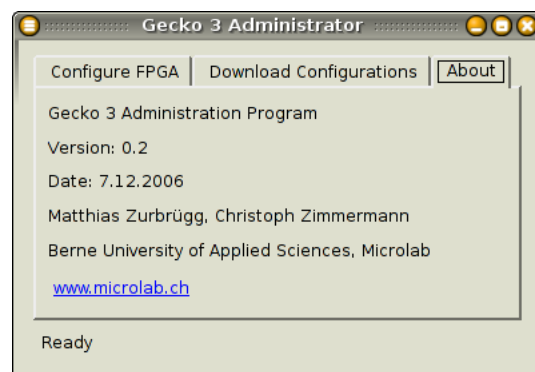 Gecko 3 Administrator
Configure FPGA Download Configurations About
Gecko 3 Administration Program
Version: 0.2
Date: 7.12.2006
Matthias Zurbrügg, Christoph Zimmermann
Berne University of Applied Sciences, Microlab
www.microlab.ch
Ready